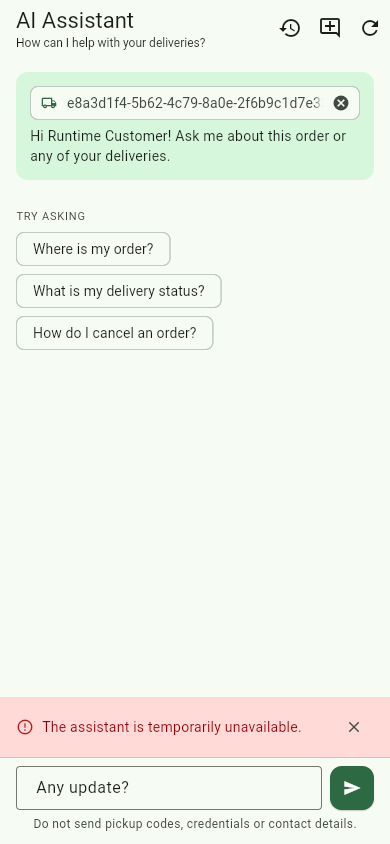 AI Assistant
How can I help with your deliveries?
e8a3d1f4-5b62-4c79-8a0e-2f6b9c1d7e3
Hi Runtime Customer! Ask me about this order or
any of your deliveries.
TRY ASKING
Where is my order?
What is my delivery status?
How do I cancel an order?
The assistant is temporarily unavailable.
Any update?
Do not send pickup codes, credentials or contact details.